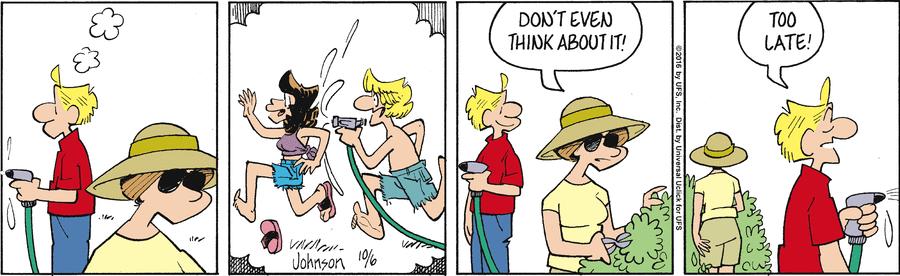 Johnson 10/6
DON'T EVEN
THINK ABOUT IT!
©2016 by UFS, Inc. Dist. by Universal Uclick for UFS
TOO
LATE!